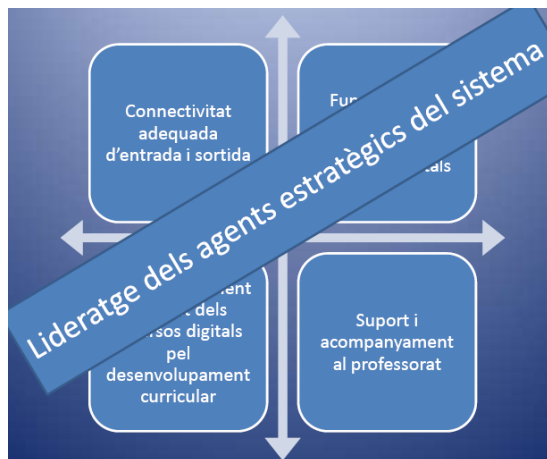 Connectivitat
adequada
d'entrada i sortida
Lideratge dels agents estratègics del sistema
dels
digitals
pel
desenvolupament
curricular
Suport i
acompanyament
al professorat